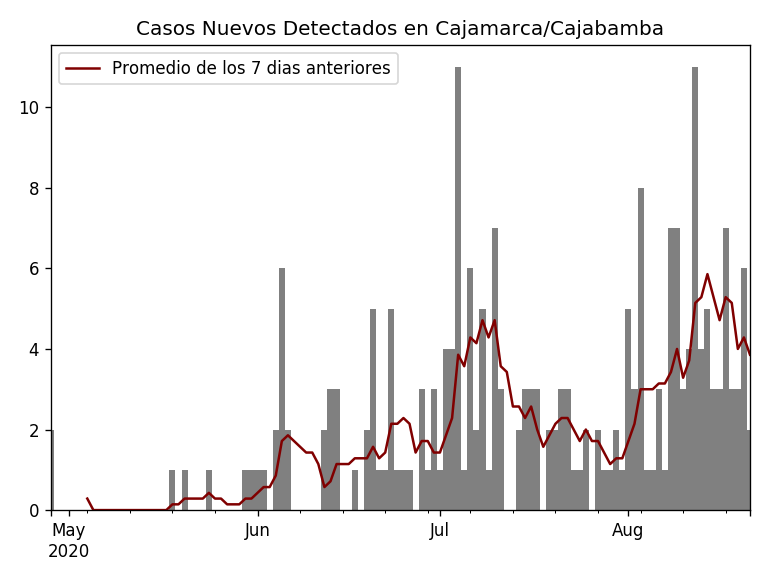 Casos Nuevos Detectados en Cajamarca/Cajabamba
Promedio de los 7 dias anteriores
10
8
6
4
2
0
May Jun Jul Aug
2020